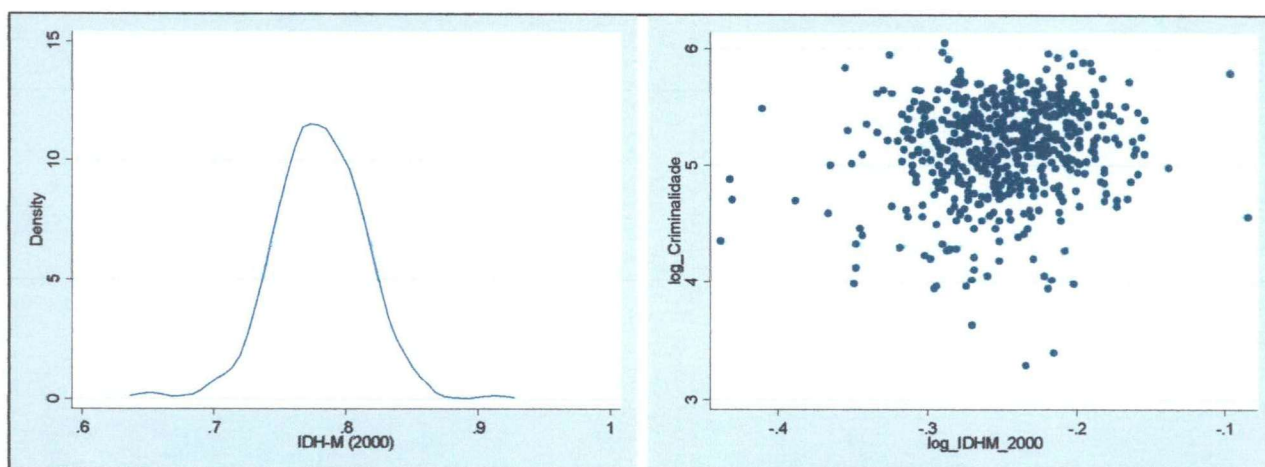 15
10
5
0
Density
.6 .7 .8 .9 1
IDH-M (2000)
6
5
4
3
log_Criminalidade
-.4 -.3 -.2 -.1
log_IDHM_2000